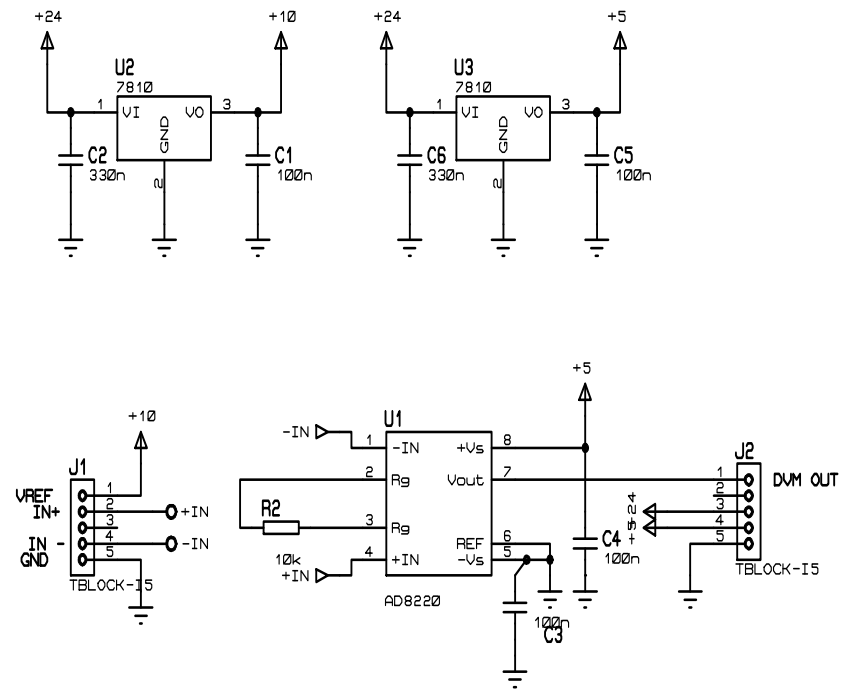 +24
+10
U2
7810
1
VI
VO
3
GND
2
C2
330n
C1
100n
+24
+5
U3
7810
1
VI
VO
3
GND
2
C6
330n
C5
100n
+10
J1
VREF
1
IN+
2
+IN
3
IN -
4
-IN
GND
5
TBLOCK-I5
+5
U1
-IN
1
-IN
+Vs
8
2
Rg
Vout
7
R2
10k
3
Rg
REF
6
4
+IN
+IN
-Vs
5
AD8220
C4
100n
100n
C3
J2
1
DVM OUT
2
+24
3
+5
4
5
TBLOCK-I5